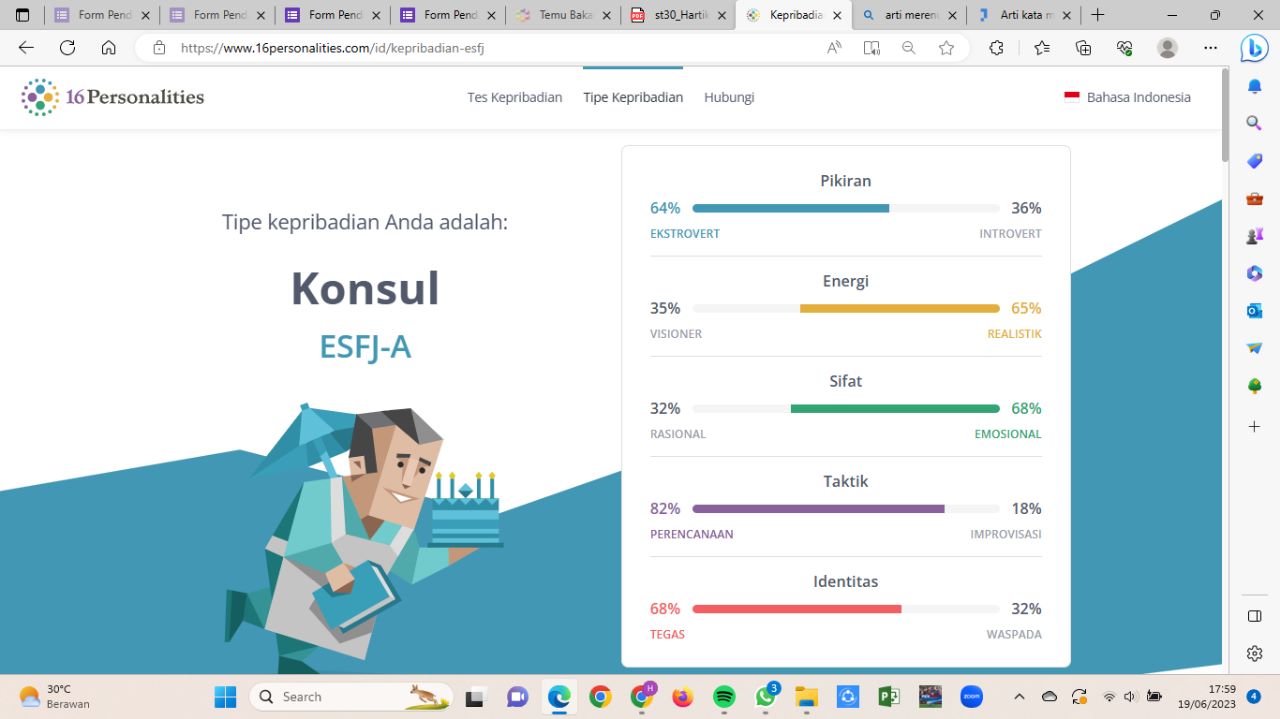 Form Pend
Form Pend
Form Pend
Temu Baka
st30_Hartik
Kepribadia
arti mereni
Arti kata m
https://www.16personalities.com/id/kepribadian-esfj
16Personalities
Tes Kepribadian
Tipe Kepribadian
Hubungi
Bahasa Indonesia
Tipe kepribadian Anda adalah:
Konsul
ESFJ-A
Pikiran
64% 36%
EKSTROVERT INTROVERT
Energi
35% 65%
VISIONER REALISTIK
Sifat
32% 68%
RASIONAL EMOSIONAL
Taktik
82% 18%
PERENCANAAN IMPROVISASI
Identitas
68% 32%
TEGAS WASPADA
30°C
Berawan
Search
H
3
zoom
17:59
19/06/2023
4